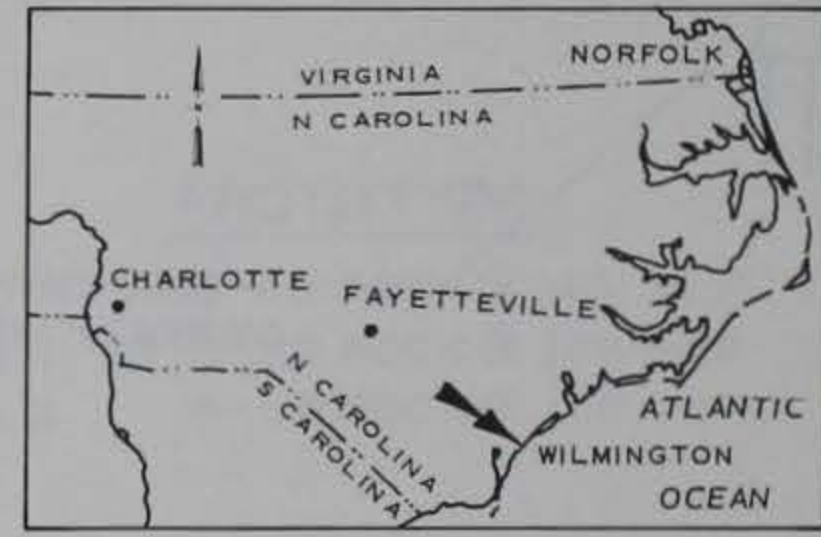 NORFOLK
VIRGINIA
N CAROLINA
CHARLOTTE
FAYETTEVILLE
N CAROLINA
S CAROLINA
ATLANTIC
WILMINGTON
OCEAN